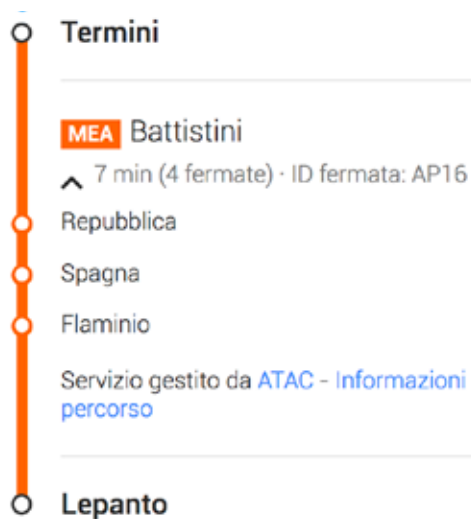 Termini
MEA Battistini
7 min (4 fermate) · ID fermata: AP16
Repubblica
Spagna
Flaminio
Servizio gestito da ATAC - Informazioni
percorso
Lepanto